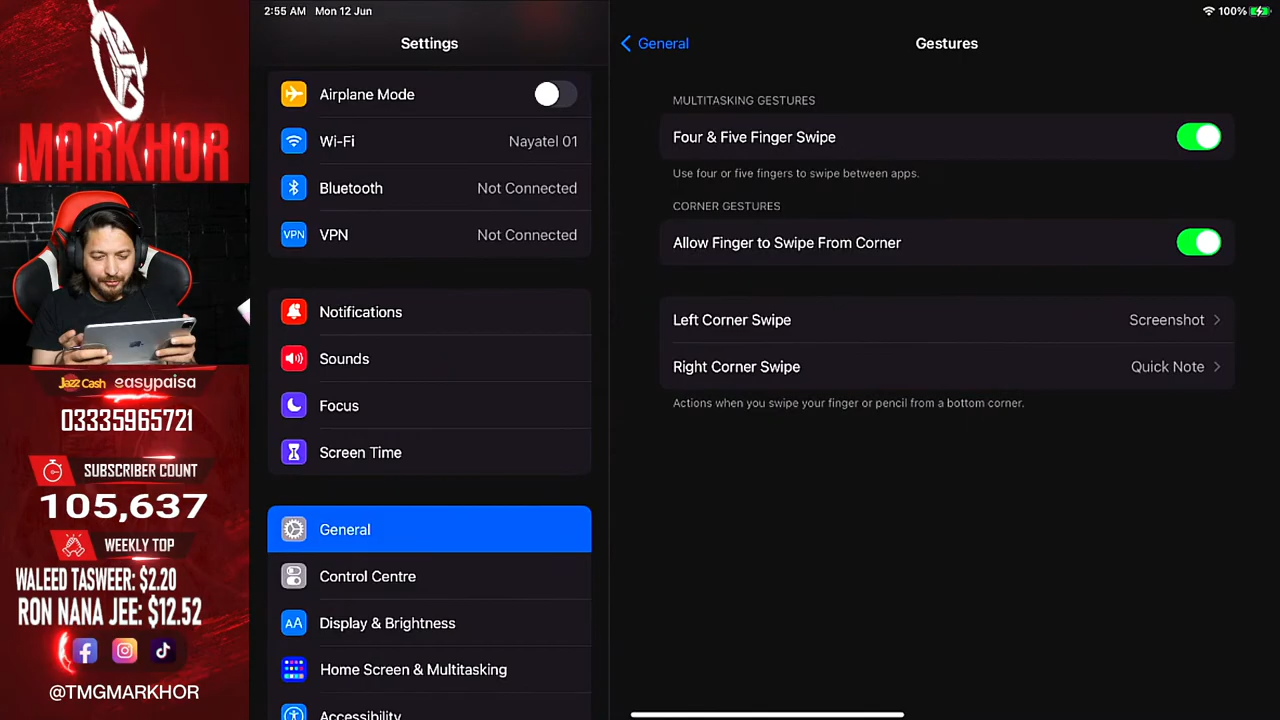 MARKHOR
Jazz Cash easypaisa
03335965721
SUBSCRIBER COUNT
105,637
WEEKLY TOP
WALEED TASWEER: $2.20
RON NANA JEE: $12.52
@TMGMARKHOR
2:55 AM Mon 12 Jun
Settings
Airplane Mode
Wi-Fi Nayatel 01
Bluetooth Not Connected
VPN VPN Not Connected
Notifications
Sounds
Focus
Screen Time
General
Control Centre
AA Display & Brightness
Home Screen & Multitasking
Accessibility
100%
General
Gestures
MULTITASKING GESTURES
Four & Five Finger Swipe
Use four or five fingers to swipe between apps.
CORNER GESTURES
Allow Finger to Swipe From Corner
Left Corner Swipe Screenshot
Right Corner Swipe Quick Note
Actions when you swipe your finger or pencil from a bottom corner.